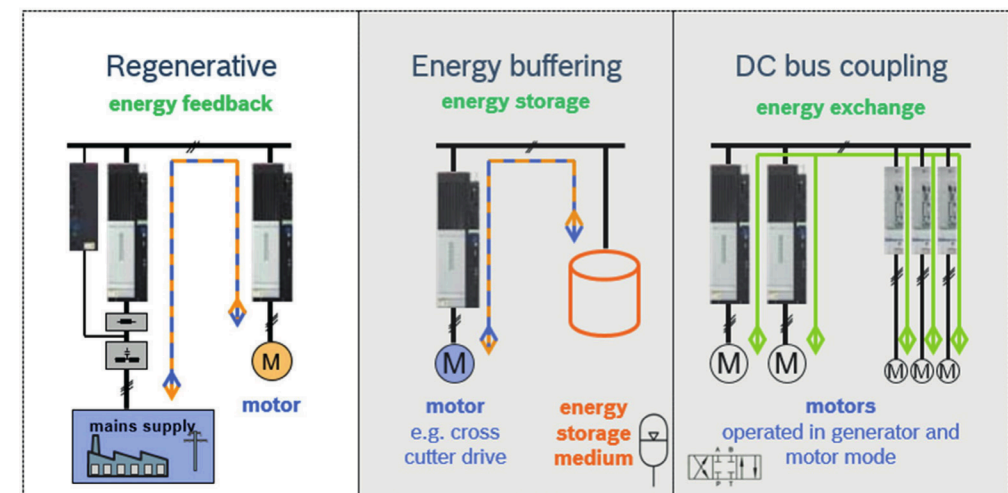 Regenerative
energy feedback
M
motor
mains supply
Energy buffering
energy storage
M
motor
e.g. cross
cutter drive
energy
storage
medium
DC bus coupling
energy exchange
M
M
M
M
M
motors
operated in generator and
motor mode
A B
P T